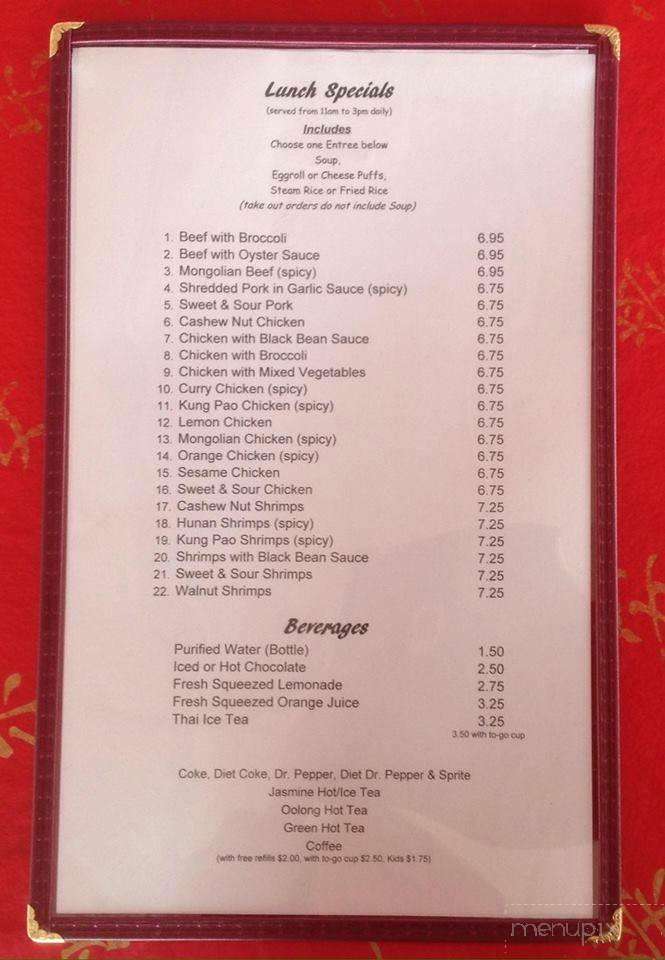 Lunch Specials
(served from 11am to 3pm daily)
Includes
Choose one Entree below
Soup,
Eggroll or Cheese Puffs,
Steam Rice or Fried Rice
(take out orders do not include Soup)
1. Beef with Broccoli 6.95
2. Beef with Oyster Sauce 6.95
3. Mongolian Beef (spicy) 6.95
4. Shredded Pork in Garlic Sauce (spicy) 6.75
5. Sweet & Sour Pork 6.75
6. Cashew Nut Chicken 6.75
7. Chicken with Black Bean Sauce 6.75
8. Chicken with Broccoli 6.75
9. Chicken with Mixed Vegetables 6.75
10. Curry Chicken (spicy) 6.75
11. Kung Pao Chicken (spicy) 6.75
12. Lemon Chicken 6.75
13. Mongolian Chicken (spicy) 6.75
14. Orange Chicken (spicy) 6.75
15. Sesame Chicken 6.75
16. Sweet & Sour Chicken 6.75
17. Cashew Nut Shrimps 7.25
18. Hunan Shrimps (spicy) 7.25
19. Kung Pao Shrimps (spicy) 7.25
20. Shrimps with Black Bean Sauce 7.25
21. Sweet & Sour Shrimps 7.25
22. Walnut Shrimps 7.25
Beverages
Purified Water (Bottle) 1.50
Iced or Hot Chocolate 2.50
Fresh Squeezed Lemonade 2.75
Fresh Squeezed Orange Juice 3.25
Thai Ice Tea 3.25
3.50 with to-go cup
Coke, Diet Coke, Dr. Pepper, Diet Dr. Pepper & Sprite
Jasmine Hot/Ice Tea
Oolong Hot Tea
Green Hot Tea
Coffee
(with free refills $2.00, with to-go cup $2.50, Kids $1.75)
menupix